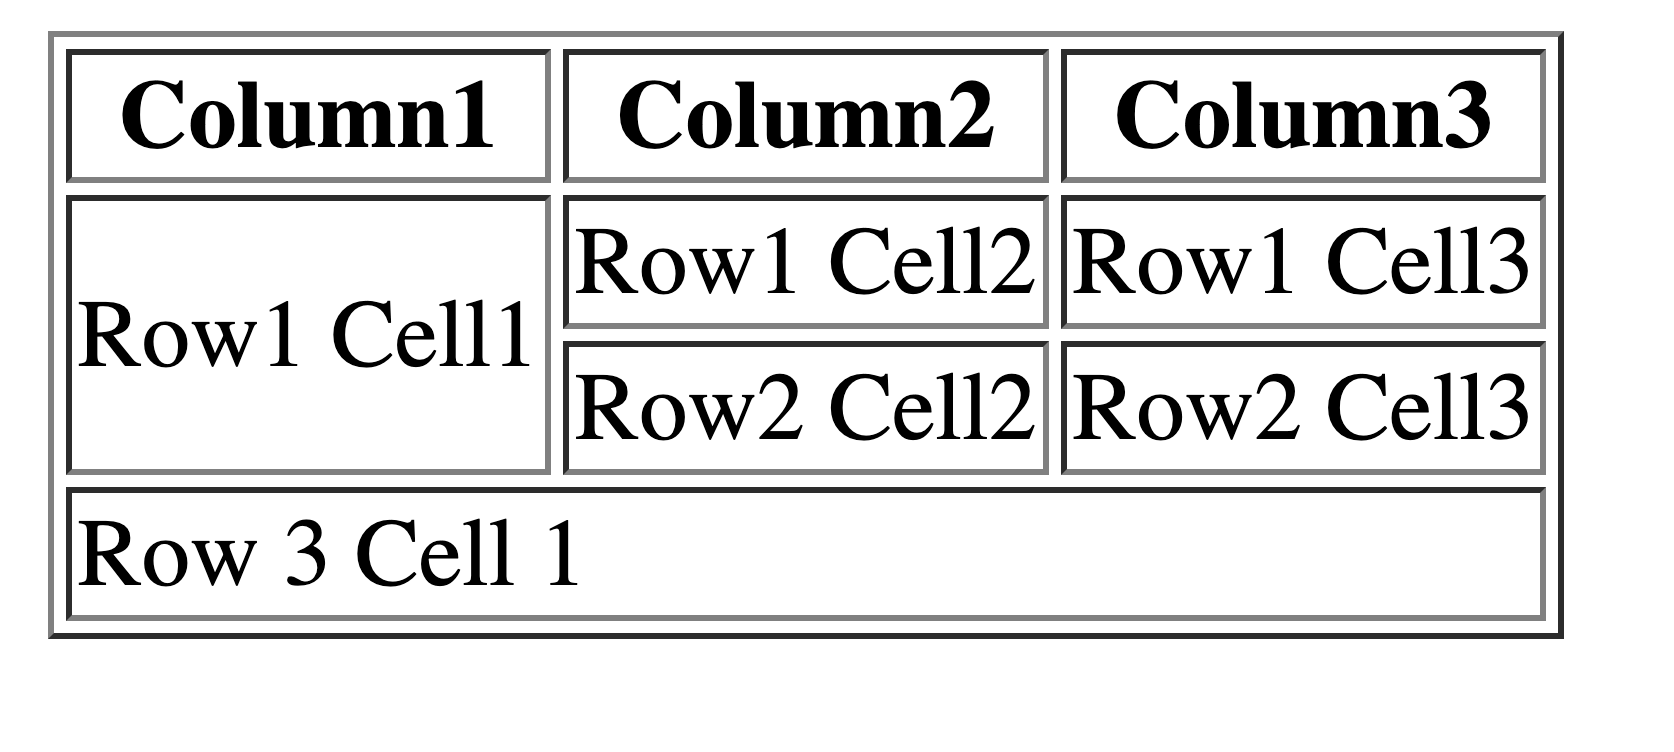 Column1 Column2 Column3
Row1 Cell1 Row1 Cell2 Row1 Cell3
Row2 Cell2 Row2 Cell3
Row 3 Cell 1